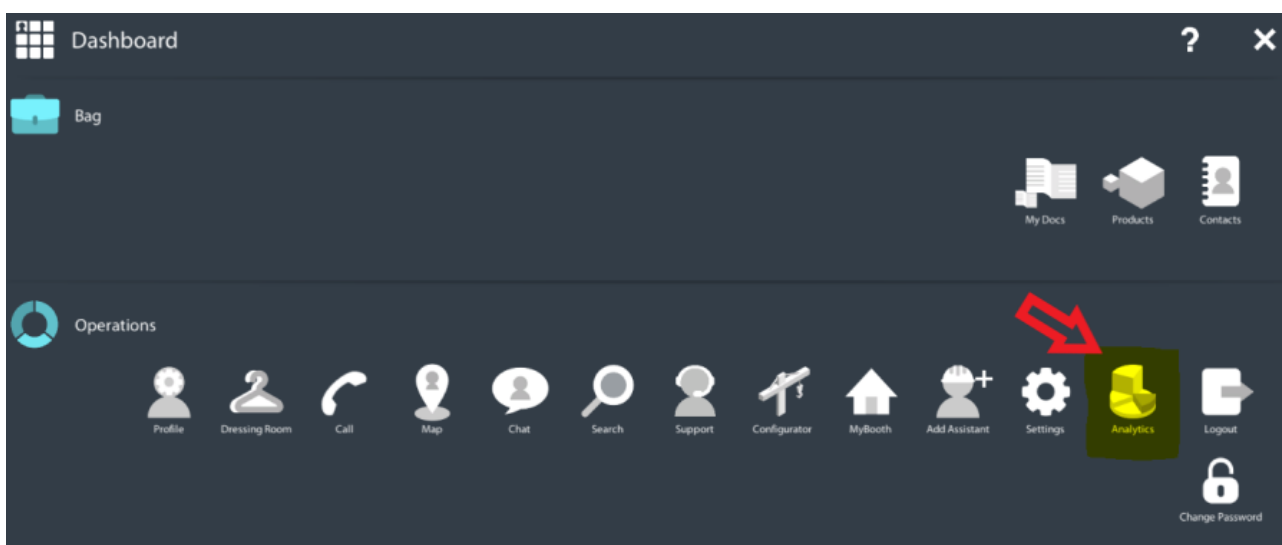 Dashboard
?
Bag
My Docs
Products
Contacts
Operations
Profile
Dressing Room
Call
Map
Chat
Search
Support
Configurator
MyBooth
Add Assistant
Settings
Analytics
Logout
Change Password